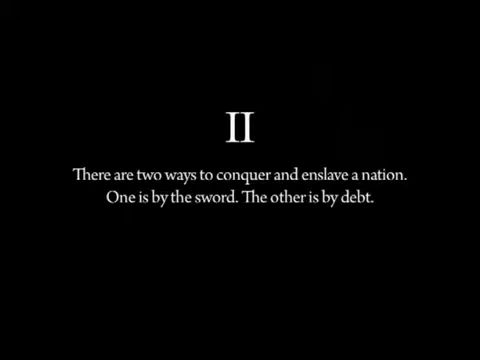 II
There are two ways to conquer and enslave a nation.
One is by the sword. The other is by debt.